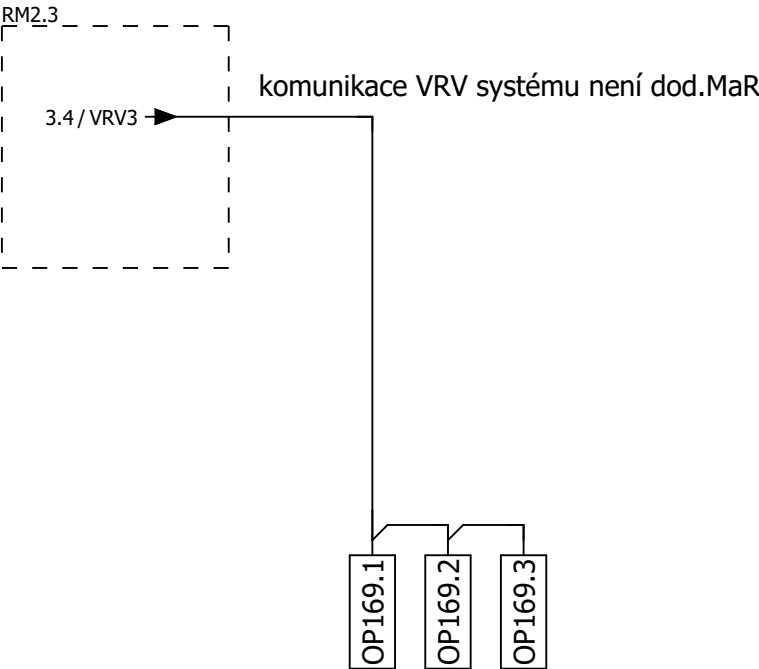 RM2.3
komunikace VRV systému není dod.MaR
3.4 / VRV3
OP169.1
OP169.2
OP169.3